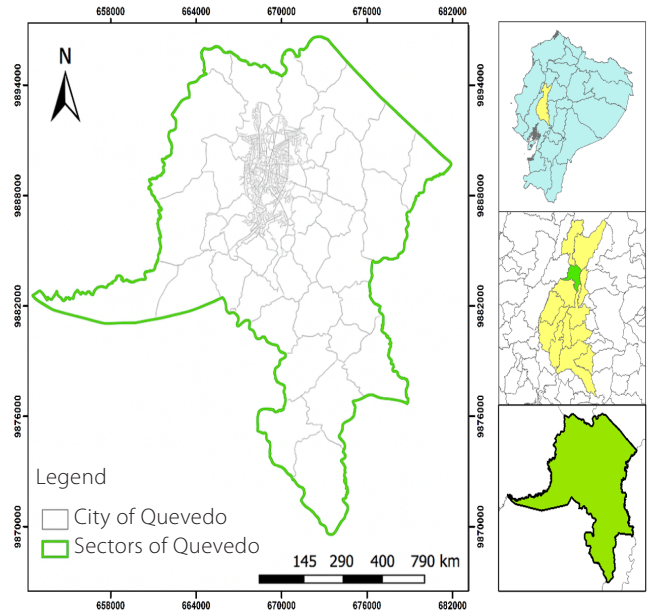 658000 664000 670000 676000 682000
N
9894000 9894000
9888000 9888000
9882000 9882000
9876000 9876000
9870000 9870000
Legend
City of Quevedo
Sectors of Quevedo
145 290 400 790 km
658000 664000 670000 676000 682000